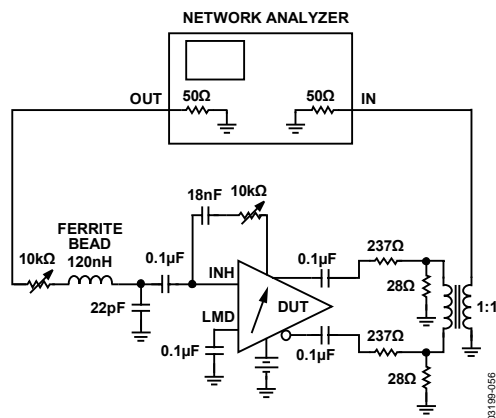 NETWORK ANALYZER
OUT
50Ω
50Ω
IN
18nF
10kΩ
FERRITE
BEAD
120nH
10kΩ
0.1µF
INH
0.1µF
237Ω
28Ω
1:1
22pF
DUT
LMD
0.1µF
0.1µF
237Ω
28Ω
03199-056